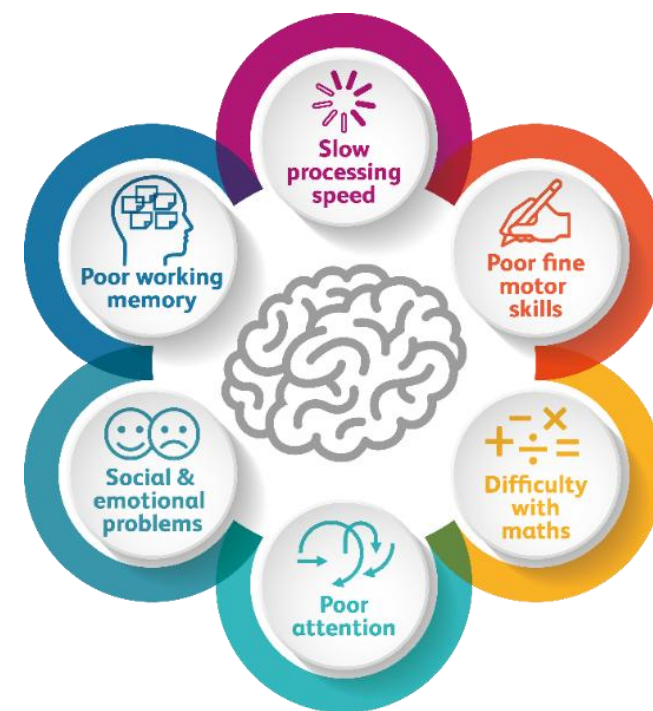 Slow
processing
speed
Poor fine
motor
skills
Difficulty
with
maths
Poor
attention
Social &
emotional
problems
Poor working
memory